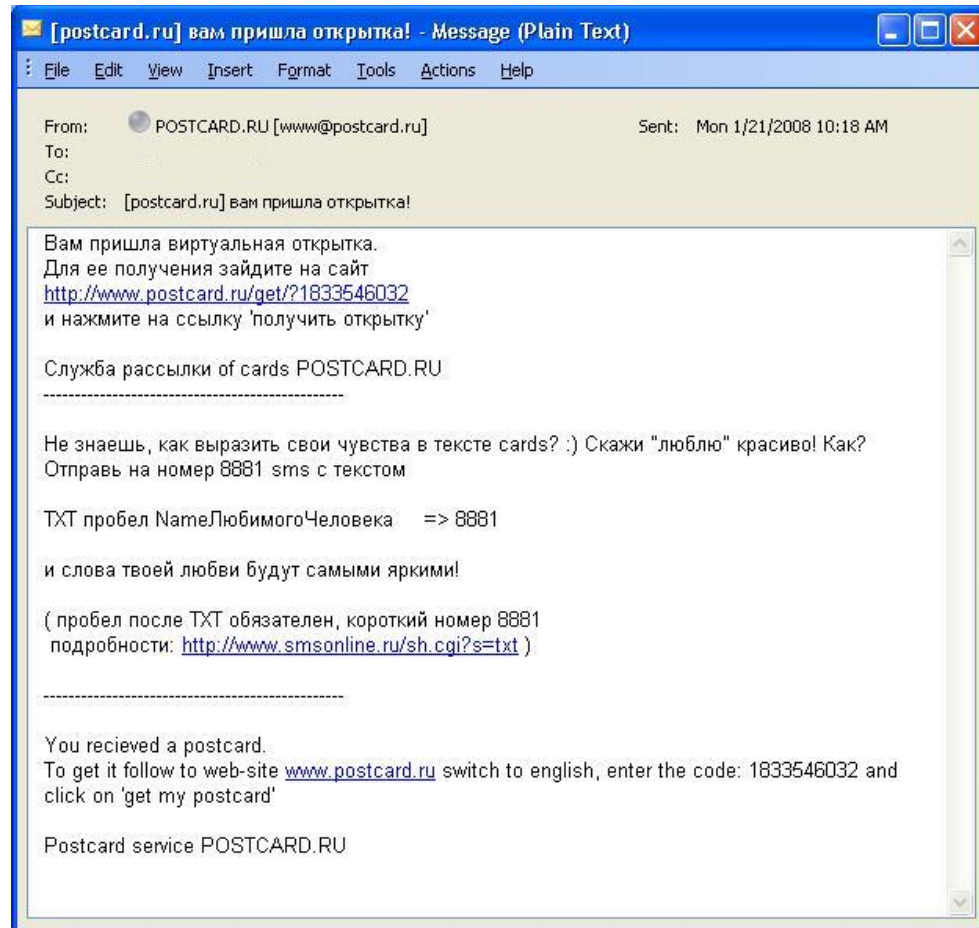 [postcard.ru] вам пришла открытка! - Message (Plain Text)
File Edit View Insert Format Tools Actions Help
From: POSTCARD.RU [www@postcard.ru] Sent: Mon 1/21/2008 10:18 AM
To:
Cc:
Subject: [postcard.ru] вам пришла открытка!
Вам пришла виртуальная открытка.
Для ее получения зайдите на сайт
http://www.postcard.ru/get/?1833546032
и нажмите на ссылку 'получить открытку'
Служба рассылки of cards POSTCARD.RU
------------------------------------------------
Не знаешь, как выразить свои чувства в тексте cards? :) Скажи "люблю" красиво! Как?
Отправь на номер 8881 sms с текстом
TXT пробел NameЛюбимогоЧеловека => 8881
и слова твоей любви будут самыми яркими!
( пробел после TXT обязателен, короткий номер 8881
подробности: http://www.smsonline.ru/sh.cgi?s=txt )
------------------------------------------------
You recieved a postcard.
To get it follow to web-site www.postcard.ru switch to english, enter the code: 1833546032 and
click on 'get my postcard'
Postcard service POSTCARD.RU